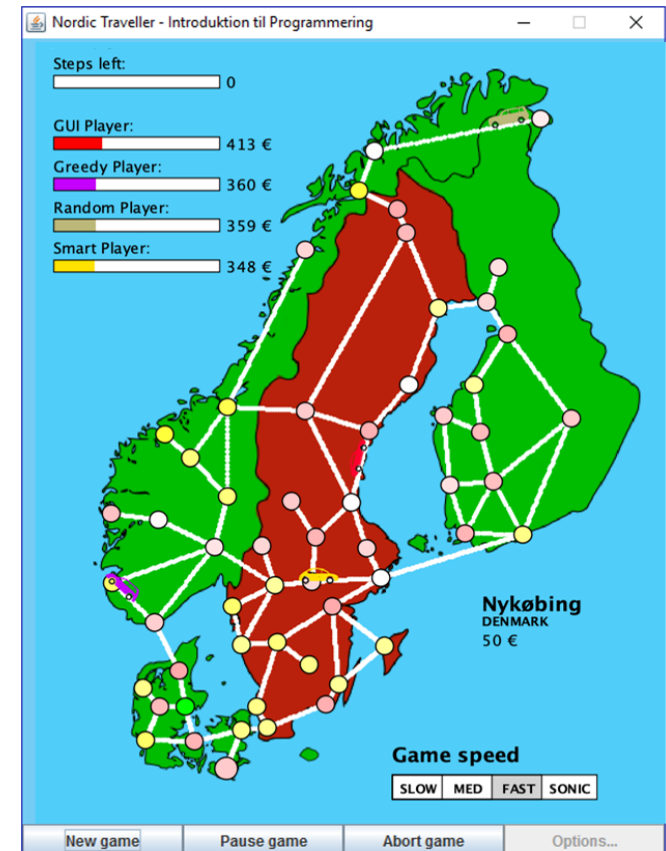 Nordic Traveller - Introduktion til Programmering
Steps left:
0
GUI Player:
413 €
Greedy Player:
360 €
Random Player:
359 €
Smart Player:
348 €
Nykøbing
DENMARK
50 €
Game speed
SLOW MED FAST SONIC
New game Pause game Abort game Options...